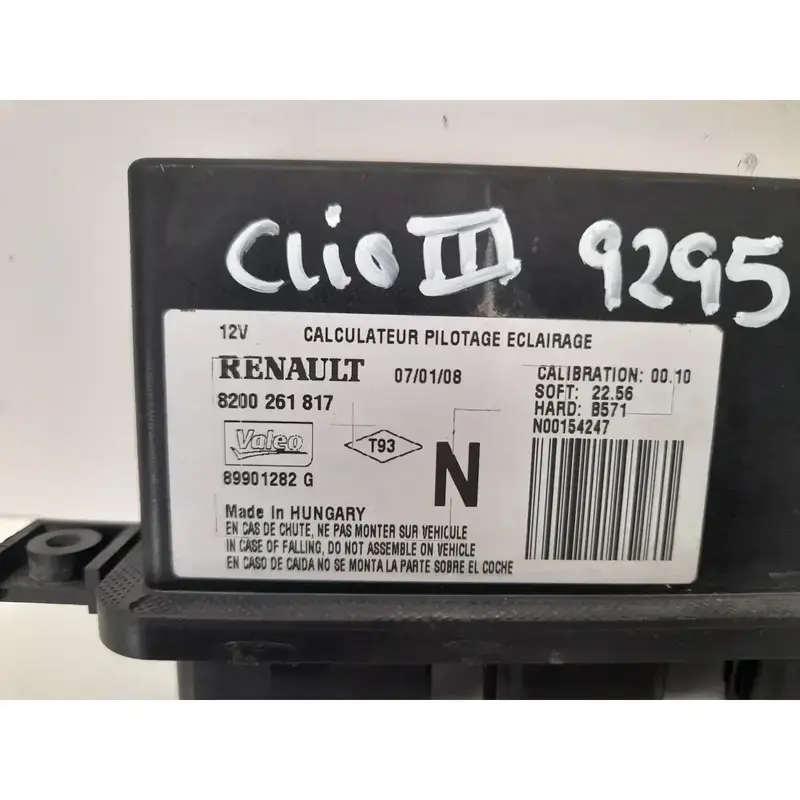 Clio III 9295
12V CALCULATEUR PILOTAGE ECLAIRAGE
RENAULT 07/01/08
8200 261 817
CALIBRATION: 00.10
SOFT: 22.56
HARD: B571
N00154247
Valeo
T93
N
89901282 G
Made in HUNGARY
EN CAS DE CHUTE, NE PAS MONTER SUR VEHICULE
IN CASE OF FALLING, DO NOT ASSEMBLE ON VEHICLE
EN CASO DE CAIDA NO SE MONTA LA PARTE SOBRE EL COCHE